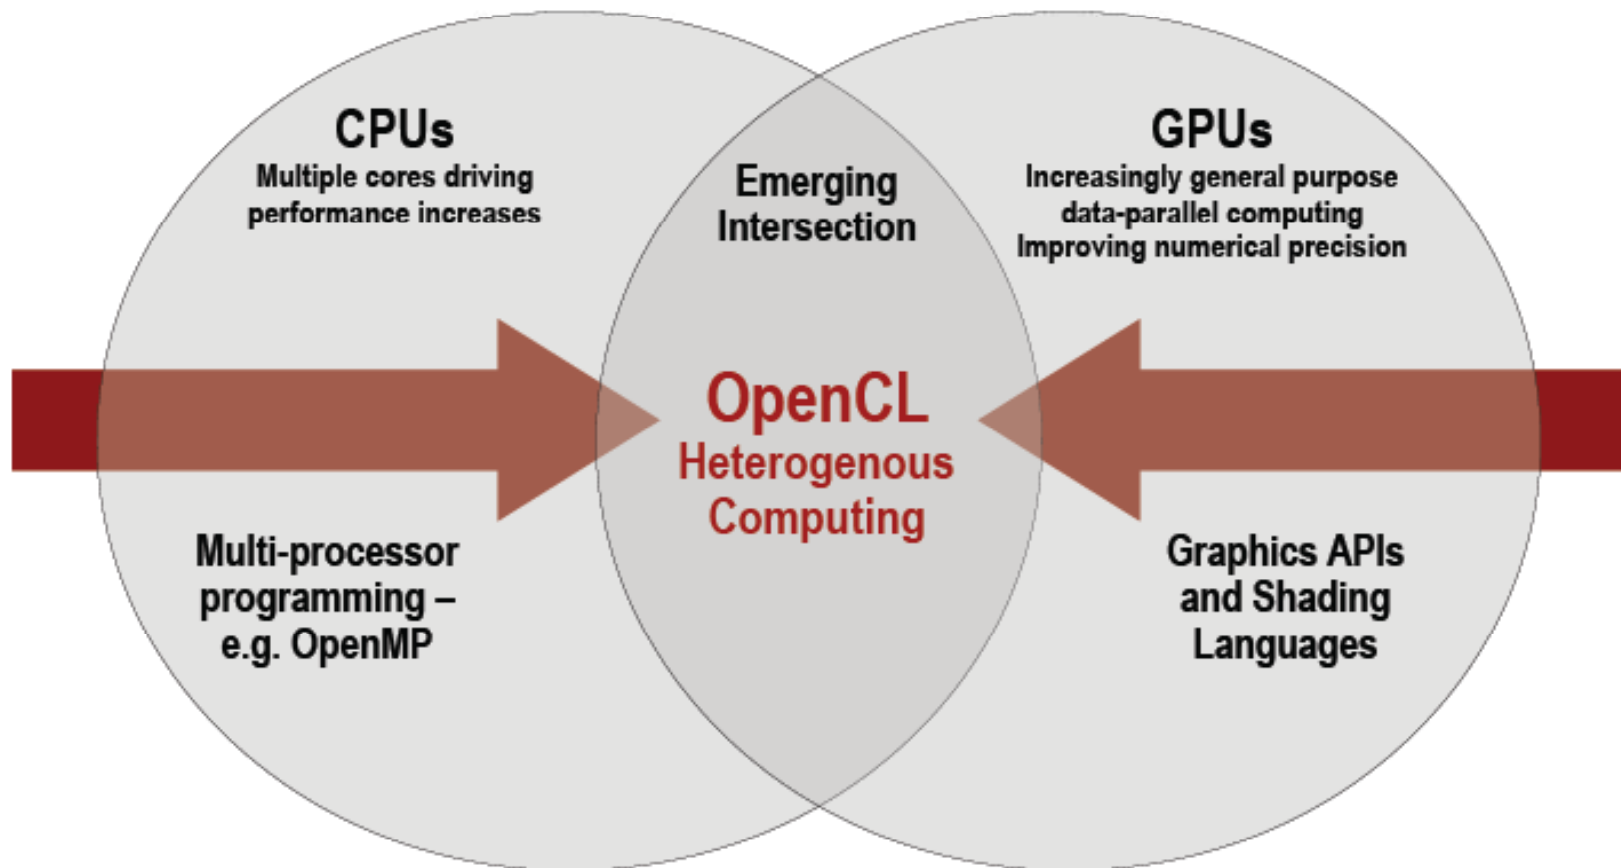 CPUs
Multiple cores driving
performance increases
Emerging
Intersection
GPUs
Increasingly general purpose
data-parallel computing
Improving numerical precision
OpenCL
Heterogenous
Computing
Multi-processor
programming –
e.g. OpenMP
Graphics APIs
and Shading
Languages